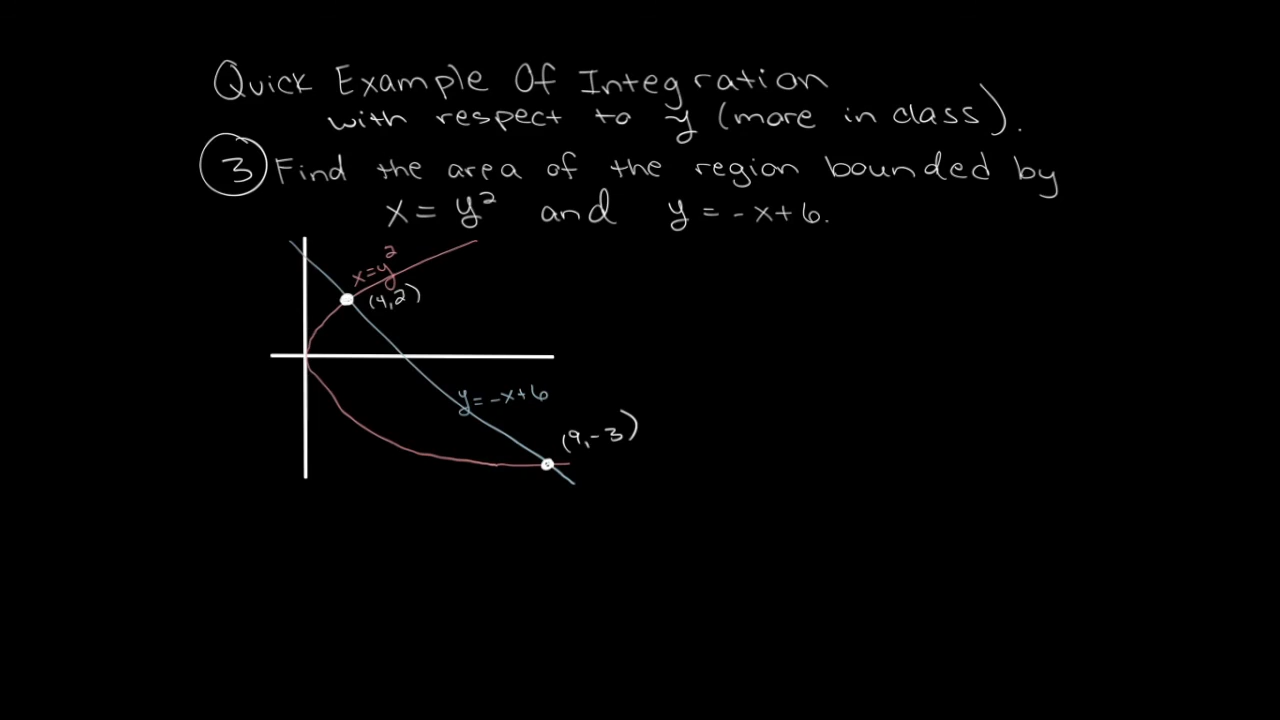 Quick Example Of Integration
with respect to y (more in class).
3 Find the area of the region bounded by
x = y² and y = -x+6.
x=y²
(4,2)
y=-x+6
(9,-3)